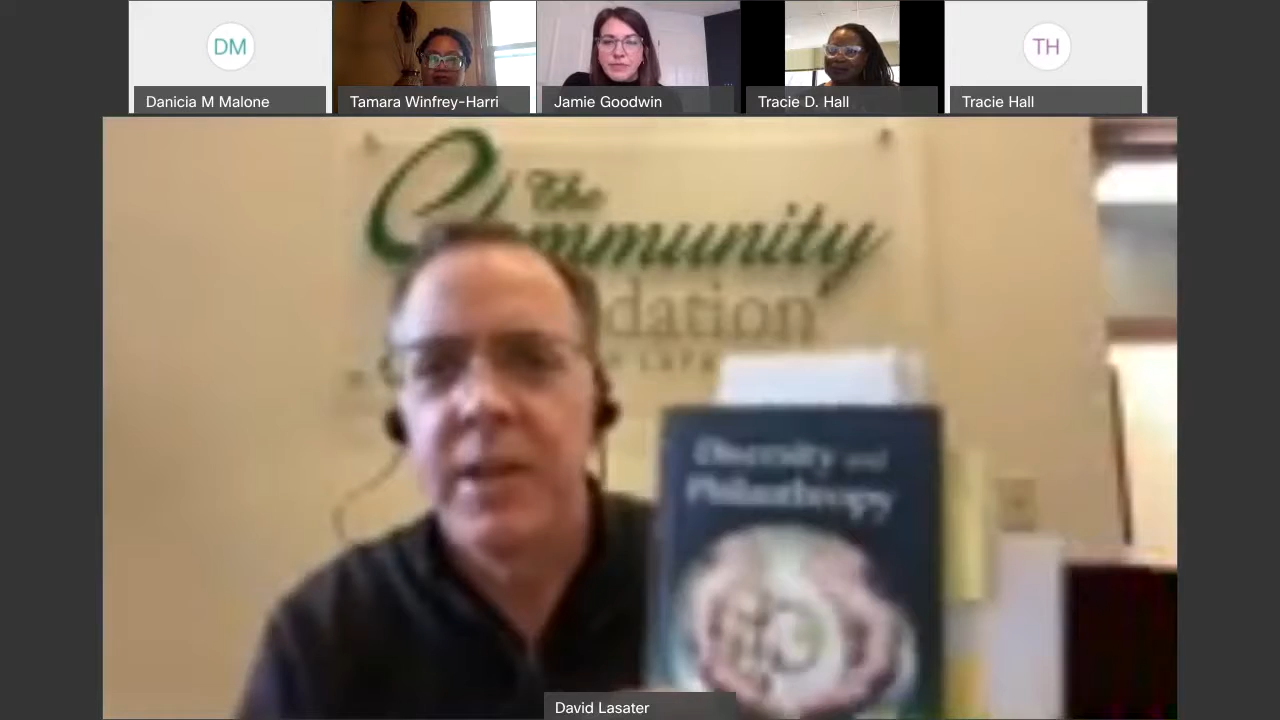 DM
TH
Danicia M Malone
Tamara Winfrey-Harri
Jamie Goodwin
Tracie D. Hall
Tracie Hall
The
Community
dation
Diversity and
Philanthropy
David Lasater